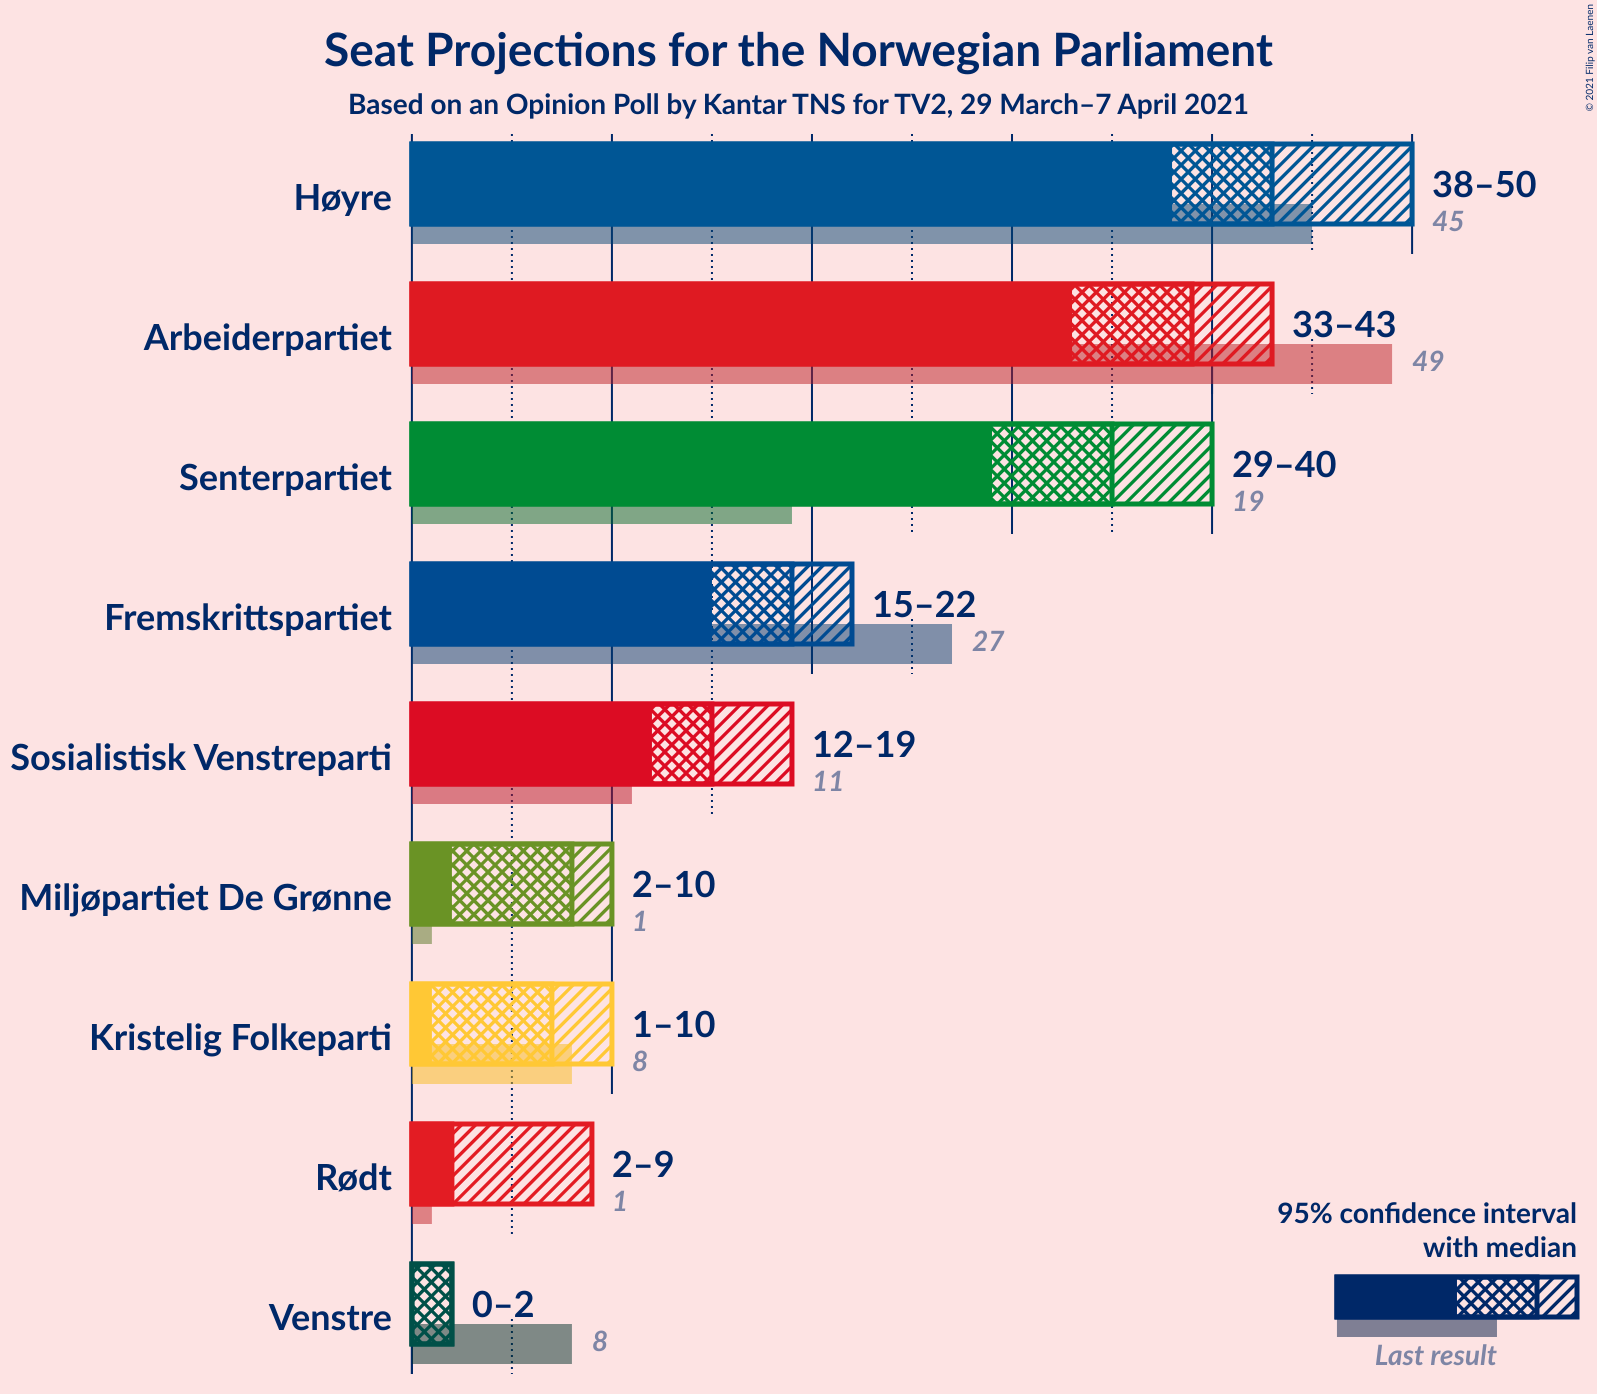 Seat Projections for the Norwegian Parliament
Based on an Opinion Poll by Kantar TNS for TV2, 29 March–7 April 2021
© 2021 Filip van Laenen
Høyre
38–50
45
Arbeiderpartiet
33–43
49
Senterpartiet
29–40
19
Fremskrittspartiet
15–22
27
Sosialistisk Venstreparti
12–19
11
Miljøpartiet De Grønne
2–10
1
Kristelig Folkeparti
1–10
8
Rødt
2–9
1
Venstre
0–2
8
95% confidence interval
with median
Last result